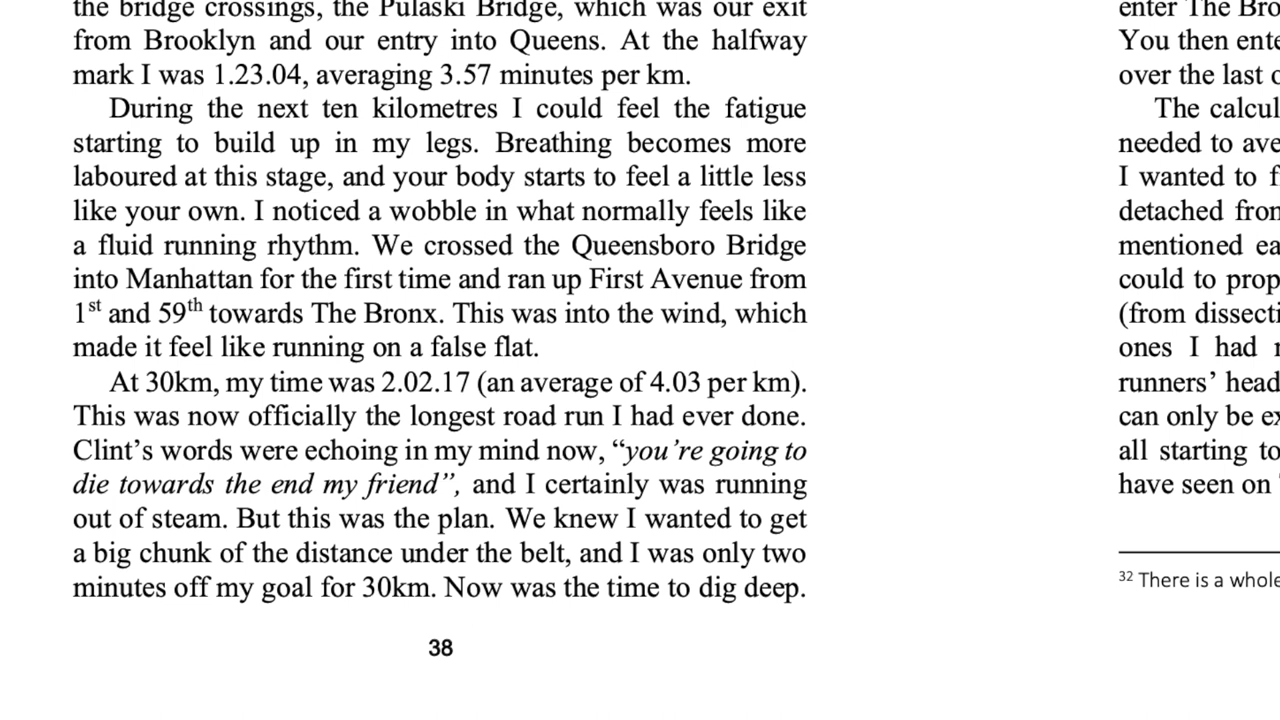 the bridge crossings, the Pulaski Bridge, which was our exit
from Brooklyn and our entry into Queens. At the halfway
mark I was 1.23.04, averaging 3.57 minutes per km.
During the next ten kilometres I could feel the fatigue
starting to build up in my legs. Breathing becomes more
laboured at this stage, and your body starts to feel a little less
like your own. I noticed a wobble in what normally feels like
a fluid running rhythm. We crossed the Queensboro Bridge
into Manhattan for the first time and ran up First Avenue from
1st and 59th towards The Bronx. This was into the wind, which
made it feel like running on a false flat.
At 30km, my time was 2.02.17 (an average of 4.03 per km).
This was now officially the longest road run I had ever done.
Clint’s words were echoing in my mind now, “you’re going to
die towards the end my friend”, and I certainly was running
out of steam. But this was the plan. We knew I wanted to get
a big chunk of the distance under the belt, and I was only two
minutes off my goal for 30km. Now was the time to dig deep.
38
enter The Bro
You then ente
over the last
The calcul
needed to ave
I wanted to
detached fron
mentioned ea
could to prop
(from dissecti
ones I had
runners’ head
can only be ex
all starting to
have seen on
32 There is a whole